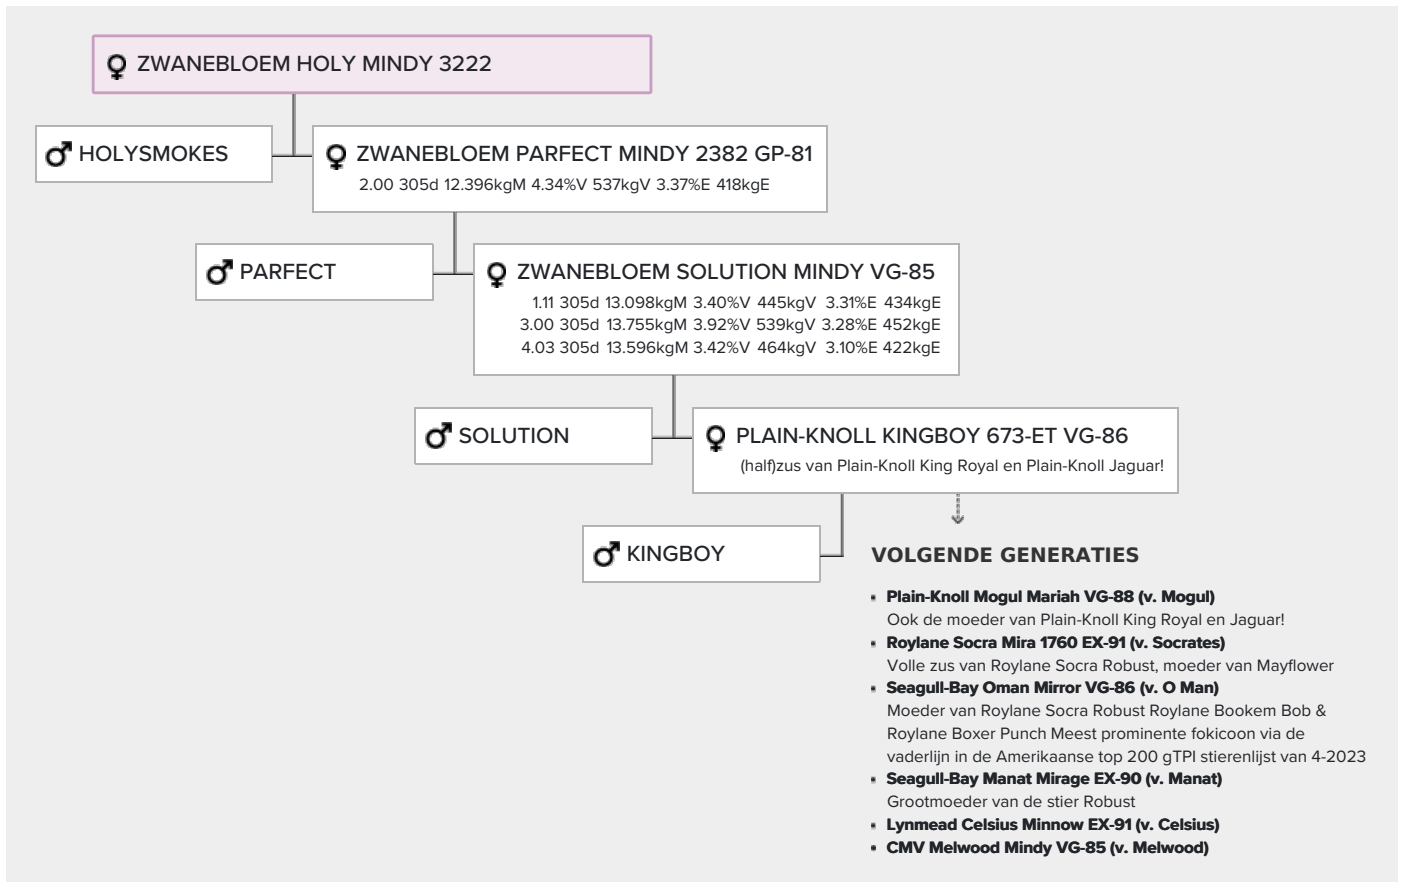 ZWANEBLOEM HOLY MINDY 3222
HOLYSMOKES
ZWANEBLOEM PARFECT MINDY 2382 GP-81
2.00 305d 12.396kgM 4.34%V 537kgV 3.37%E 418kgE
PARFECT
ZWANEBLOEM SOLUTION MINDY VG-85
1.11 305d 13.098kgM 3.40%V 445kgV 3.31%E 434kgE
3.00 305d 13.755kgM 3.92%V 539kgV 3.28%E 452kgE
4.03 305d 13.596kgM 3.42%V 464kgV 3.10%E 422kgE
SOLUTION
PLAIN-KNOLL KINGBOY 673-ET VG-86
(half)zus van Plain-Knoll King Royal en Plain-Knoll Jaguar!
KINGBOY
VOLGENDE GENERATIES
Plain-Knoll Mogul Mariah VG-88 (v. Mogul)
Ook de moeder van Plain-Knoll King Royal en Jaguar!
Roylane Socra Mira 1760 EX-91 (v. Socrates)
Volle zus van Roylane Socra Robust, moeder van Mayflower
Seagull-Bay Oman Mirror VG-86 (v. O Man)
Moeder van Roylane Socra Robust Roylane Bookem Bob &
Roylane Boxer Punch Meest prominente fokicoon via de
vaderlijn in de Amerikaanse top 200 gTPI stierenlijst van 4-2023
Seagull-Bay Manat Mirage EX-90 (v. Manat)
Grootmoeder van de stier Robust
Lynmead Celsius Minnow EX-91 (v. Celsius)
CMV Melwood Mindy VG-85 (v. Melwood)